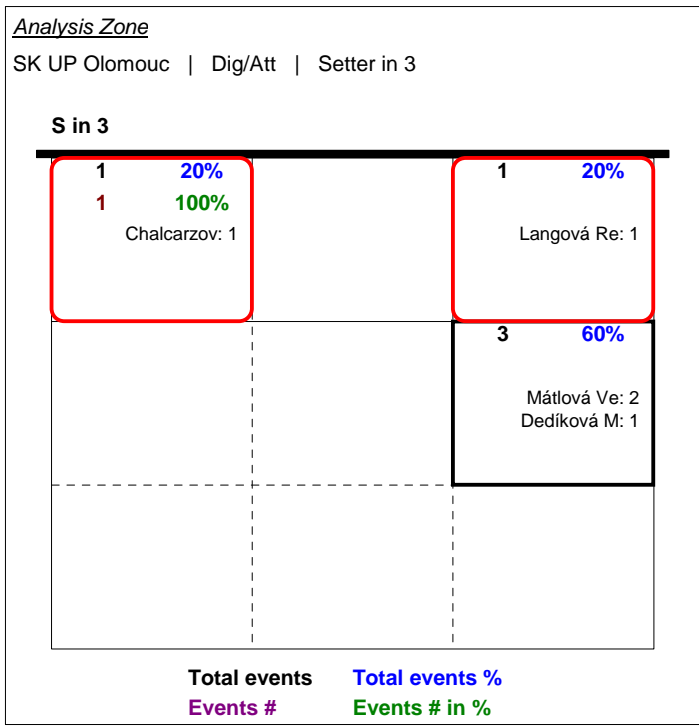 Analysis Zone
SK UP Olomouc | Dig/Att | Setter in 3
S in 3
1 20%
1 100%
Chalcarzov: 1
1 20%
Langová Re: 1
3 60%
Mátlová Ve: 2
Dedíková M: 1
Total events Total events %
Events # Events # in %